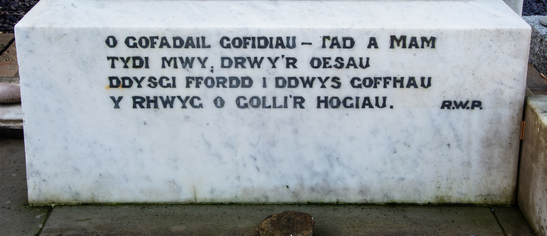 O GOFADAIL GOFIDIAU – TAD A MAM
TYDI MWY, DRWY'R OESAU
DDYSGI FFORDD I DDWYS GOFFHAU
Y RHWYG O GOLLI'R HOGIAU. R.W.P.